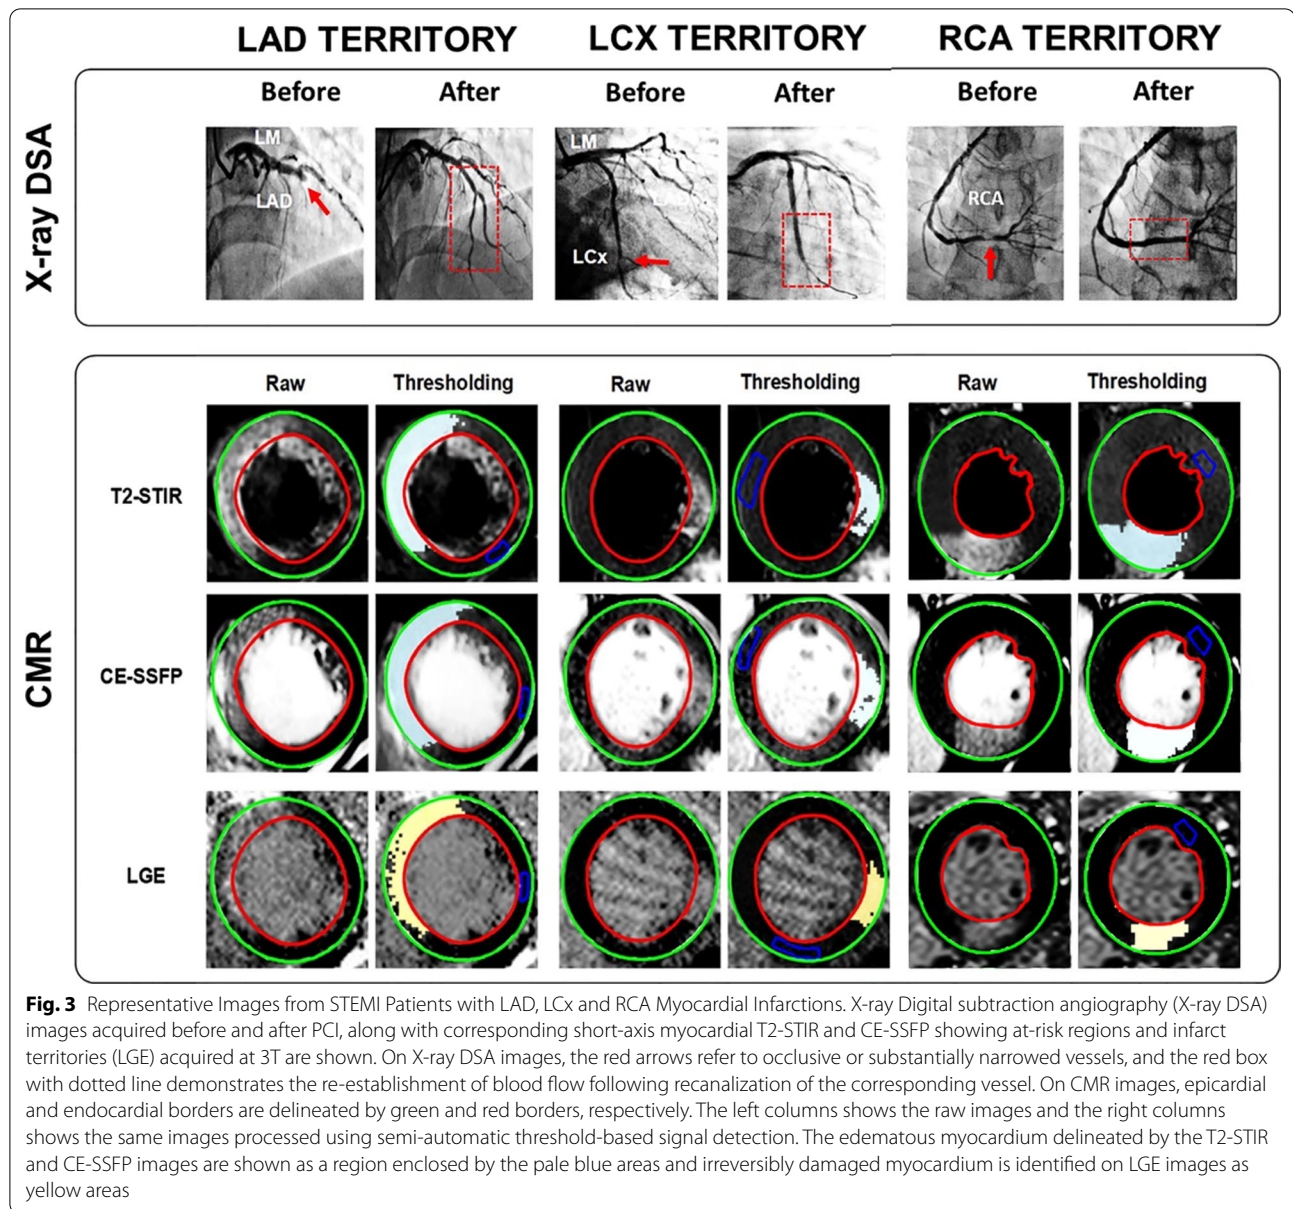 LAD TERRITORY LCX TERRITORY RCA TERRITORY
X-ray DSA
Before After Before After Before After
LM
LAD
LM
LCx
RCA
CMR
Raw Thresholding Raw Thresholding Raw Thresholding
T2-STIR
CE-SSFP
LGE
Fig. 3 Representative Images from STEMI Patients with LAD, LCx and RCA Myocardial Infarctions. X-ray Digital subtraction angiography (X-ray DSA)
images acquired before and after PCI, along with corresponding short-axis myocardial T2-STIR and CE-SSFP showing at-risk regions and infarct
territories (LGE) acquired at 3T are shown. On X-ray DSA images, the red arrows refer to occlusive or substantially narrowed vessels, and the red box
with dotted line demonstrates the re-establishment of blood flow following recanalization of the corresponding vessel. On CMR images, epicardial
and endocardial borders are delineated by green and red borders, respectively. The left columns shows the raw images and the right columns
shows the same images processed using semi-automatic threshold-based signal detection. The edematous myocardium delineated by the T2-STIR
and CE-SSFP images are shown as a region enclosed by the pale blue areas and irreversibly damaged myocardium is identified on LGE images as
yellow areas